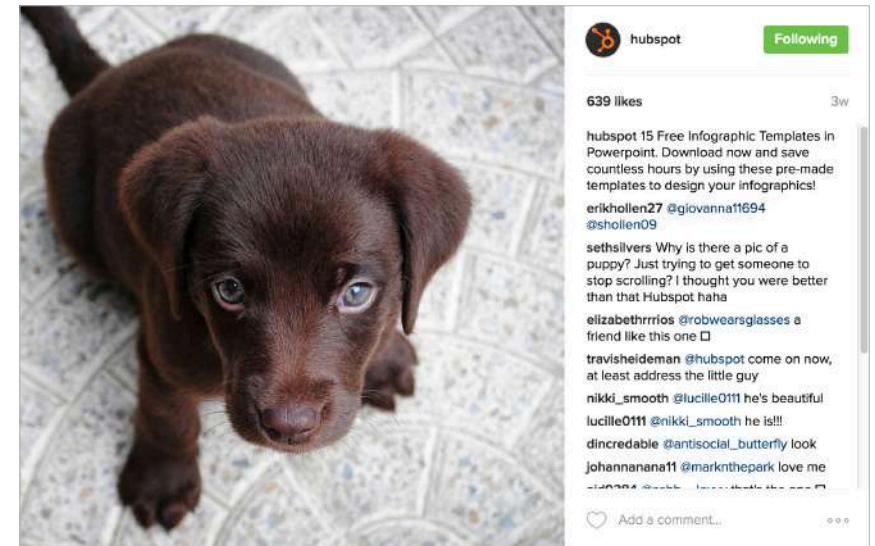 hubspot
Following
639 likes
3w
hubspot 15 Free Infographic Templates in
Powerpoint. Download now and save
countless hours by using these pre-made
templates to design your infographics!
erikhollen27 @giovanna11694
@shollen09
sethsilvers Why is there a pic of a
puppy? Just trying to get someone to
stop scrolling? I thought you were better
than that Hubspot haha
elizabethrrrios @robwearsglasses a
friend like this one
travisheideman @hubspot come on now,
at least address the little guy
nikki_smooth @lucille0111 he's beautiful
lucille0111 @nikki_smooth he is!!!
dincredable @antisocial_butterfly look
johannanana11 @marknthepark love me
Add a comment...